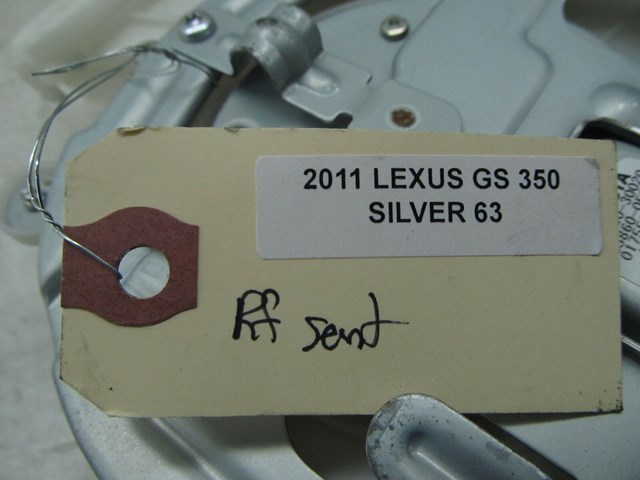 2011 LEXUS GS 350
SILVER 63
Rf seat